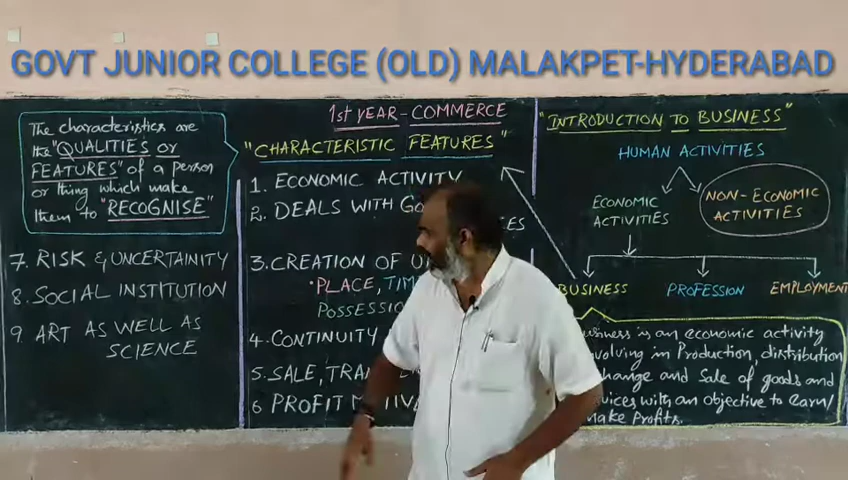 GOVT JUNIOR COLLEGE (OLD) MALAKPET-HYDERABAD
The characteristics are
the "QUALITIES or
FEATURES" of a person
or thing which make
them to "RECOGNISE"
7. RISK & UNCERTAINITY
8. SOCIAL INSTITUTION
9. ART AS WELL AS
SCIENCE
1st YEAR - COMMERCE
"CHARACTERISTIC FEATURES"
1. ECONOMIC ACTIVITY
2. DEALS WITH
3. CREATION OF
• PLACE,
POSSESSIO
4. CONTINUITY
5. SALE,
6 PROFIT
"INTRODUCTION TO BUSINESS"
HUMAN ACTIVITIES
ECONOMIC
ACTIVITIES
NON-ECONOMIC
ACTIVITIES
BUSINESS
PROFESSION
EMPLOYMENT
is an economic activity
in Production, distribution
and Sale of goods and
with an objective to earn/
make Profits.